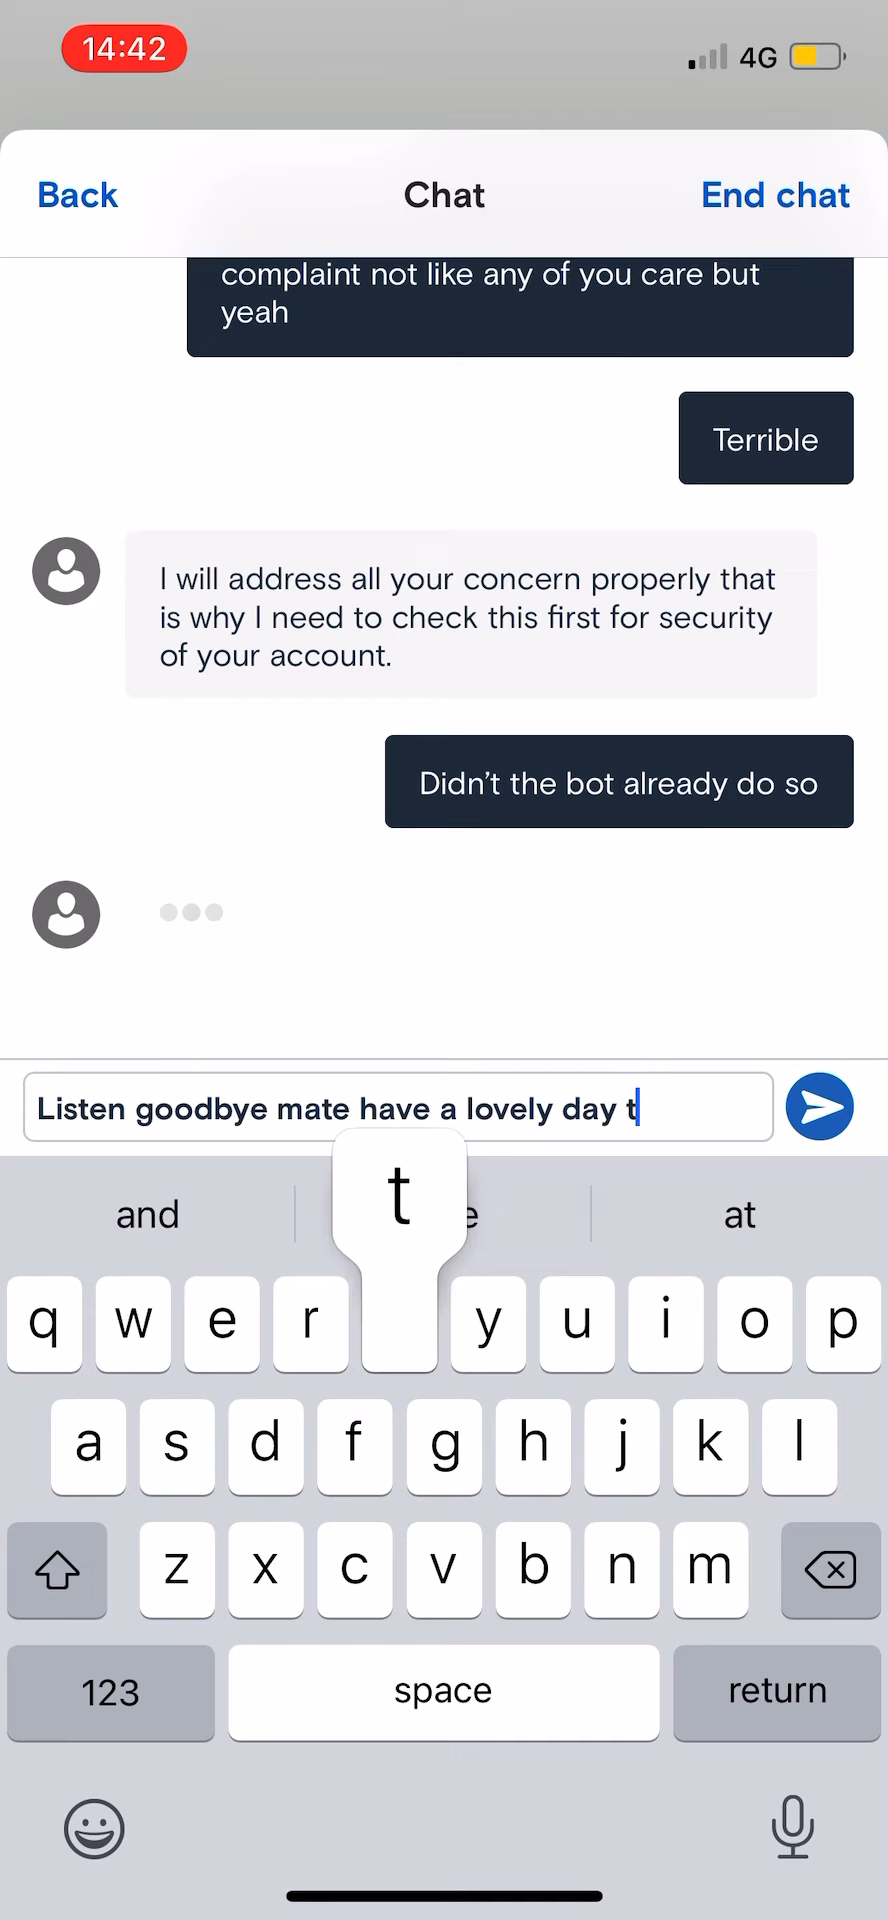 14:42
4G
Back
Chat
End chat
complaint not like any of you care but
yeah
Terrible
I will address all your concern properly that
is why I need to check this first for security
of your account.
Didn’t the bot already do so
Listen goodbye mate have a lovely day t
t
and
at
q w e r y u i o p
a s d f g h j k l
z x c v b n m
123
space
return